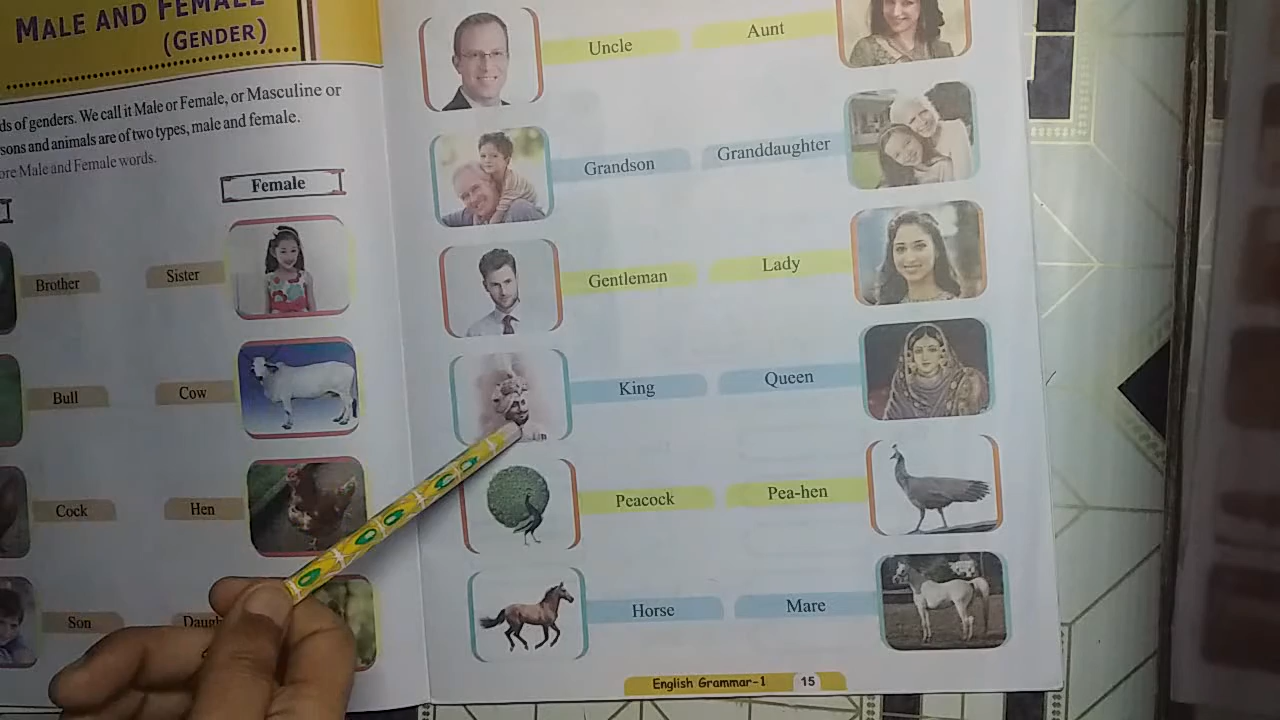 MALE AND FEMALE
(GENDER)
ds of genders. We call it Male or Female, or Masculine or
sons and animals are of two types, male and female.
ore Male and Female words.
Female
Brother Sister
Bull Cow
Cock Hen
Son Daugh
Uncle Aunt
Grandson Granddaughter
Gentleman Lady
King Queen
Peacock Pea-hen
Horse Mare
English Grammar-1 15